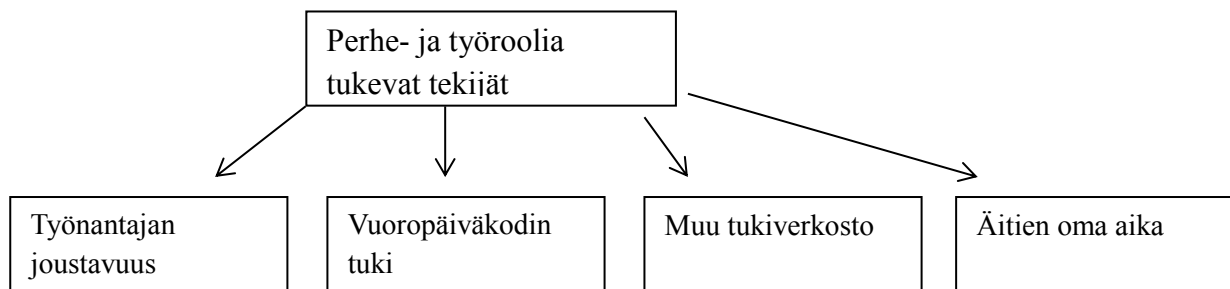 Perhe- ja työroolia
tukevat tekijät
Työnantajan
joustavuus
Vuoropäiväkodin
tuki
Muu tukiverkosto
Äitien oma aika